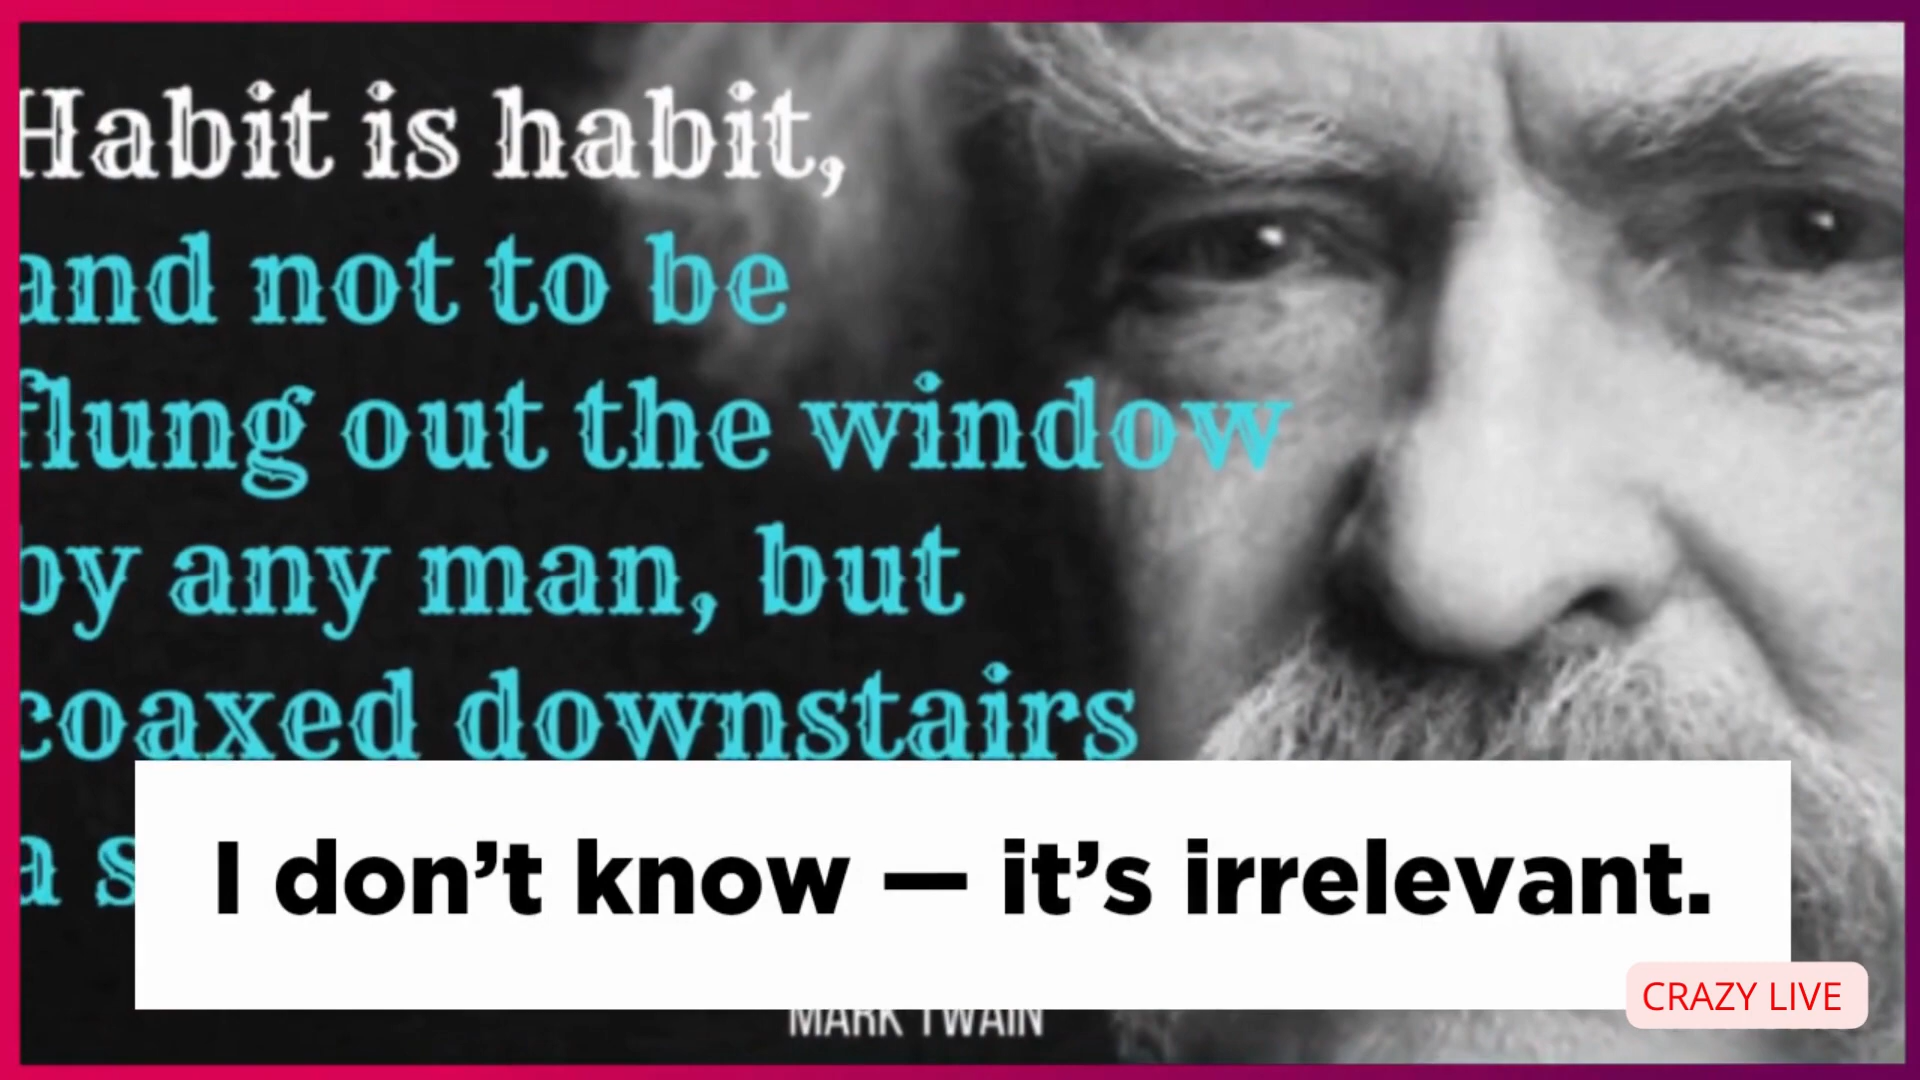 Habit is habit,
and not to be
flung out the window
by any man, but
coaxed downstairs
a s
I don’t know — it’s irrelevant.
MARK TWAIN
CRAZY LIVE